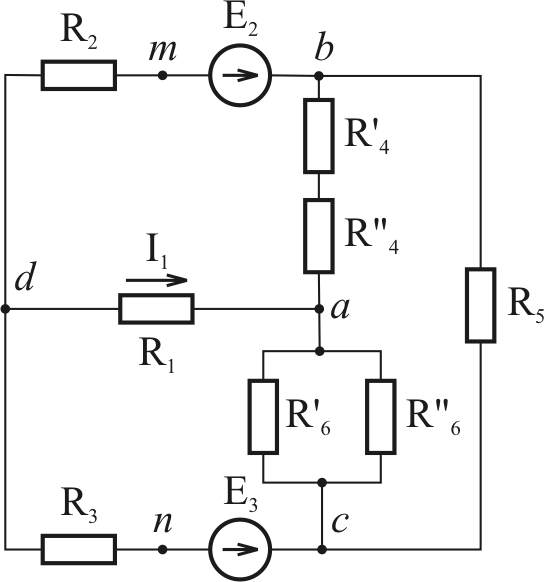 E₂
R₂
m
b
R'₄
R"₄
d
I₁
a
R₅
R₁
R'₆
R"₆
E₃
R₃
n
c